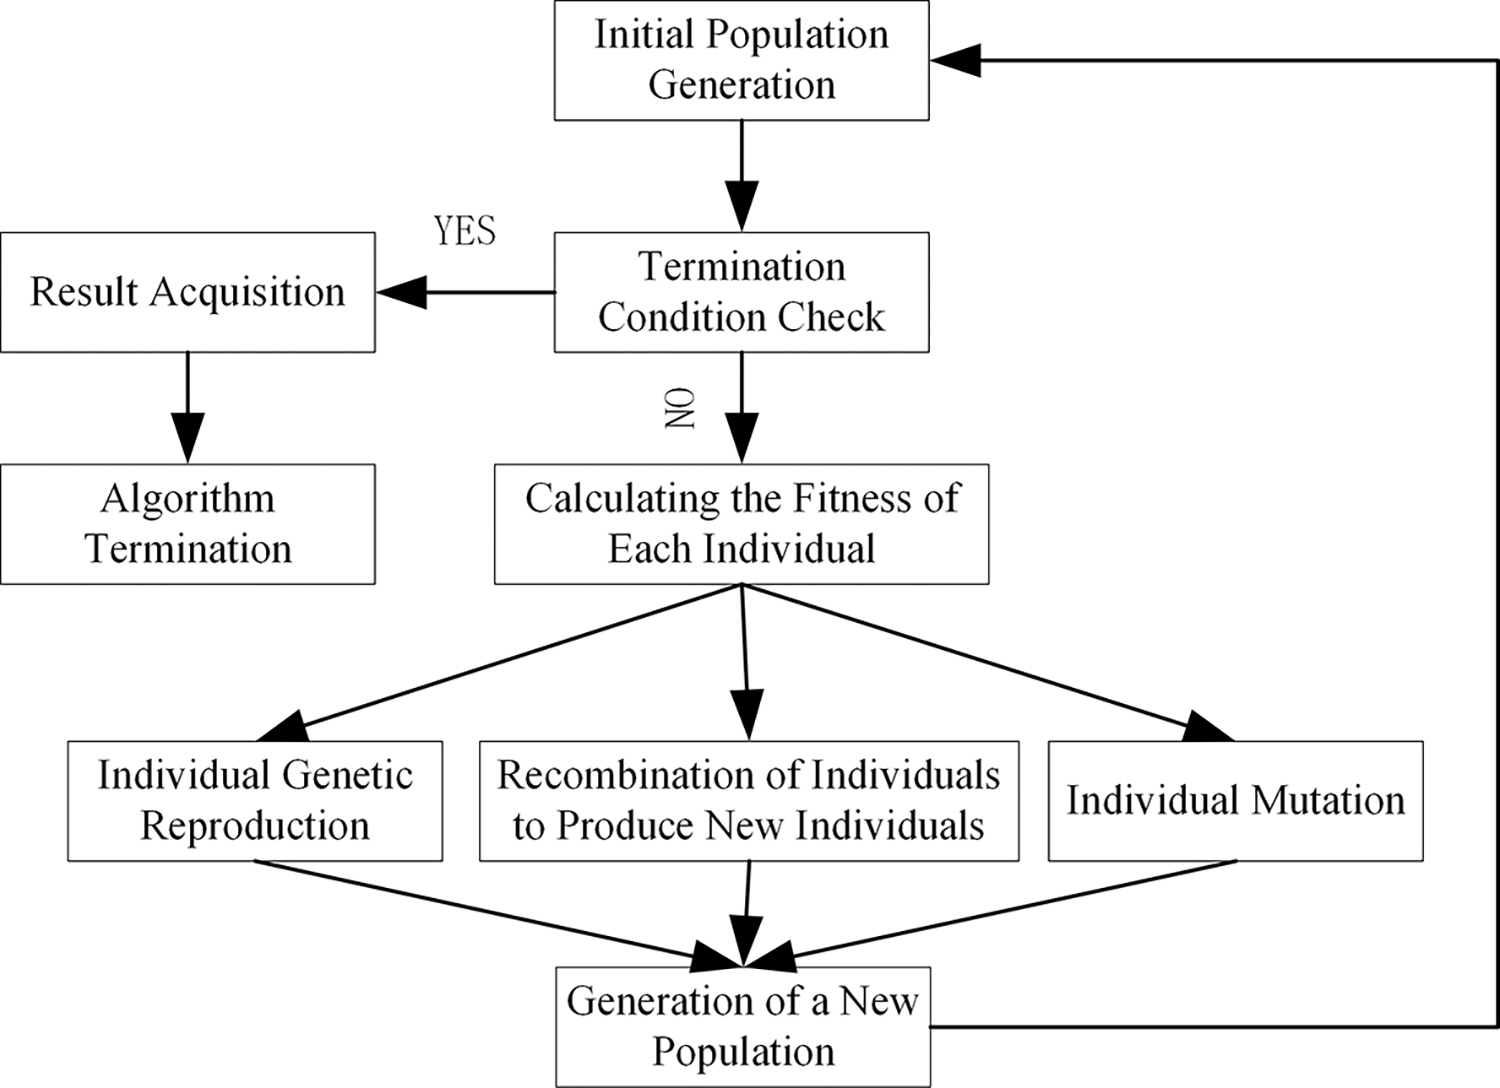 Initial Population
Generation
YES
Result Acquisition
Termination
Condition Check
NO
Algorithm
Termination
Calculating the Fitness of
Each Individual
Individual Genetic
Reproduction
Recombination of Individuals
to Produce New Individuals
Individual Mutation
Generation of a New
Population